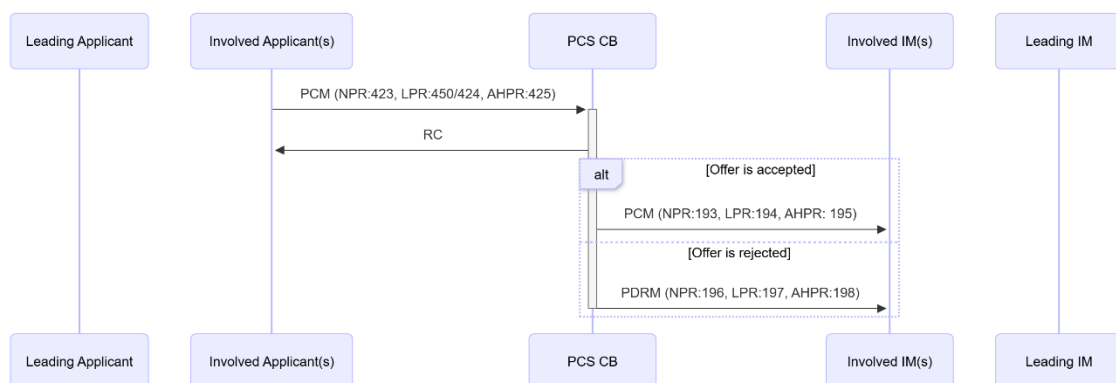 Leading Applicant
Involved Applicant(s)
PCS CB
Involved IM(s)
Leading IM
PCM (NPR:423, LPR:450/424, AHPR:425)
RC
alt
[Offer is accepted]
PCM (NPR:193, LPR:194, AHPR: 195)
[Offer is rejected]
PDRM (NPR:196, LPR:197, AHPR:198)
Leading Applicant
Involved Applicant(s)
PCS CB
Involved IM(s)
Leading IM